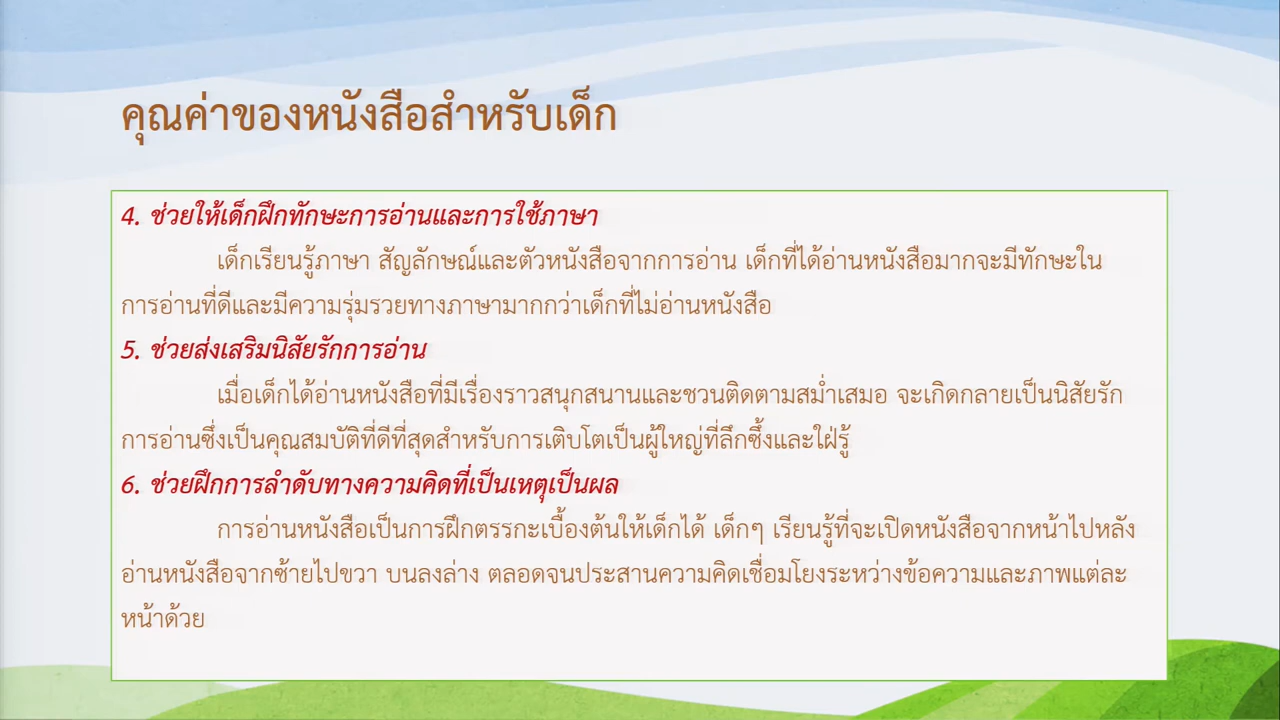 คุณค่าของหนังสือสำหรับเด็ก
4. ช่วยให้เด็กฝึกทักษะการอ่านและการใช้ภาษา
เด็กเรียนรู้ภาษา สัญลักษณ์และตัวหนังสือจากการอ่าน เด็กที่ได้อ่านหนังสือมากจะมีทักษะใน
การอ่านที่ดีและมีความรุ่มรวยทางภาษามากกว่าเด็กที่ไม่อ่านหนังสือ
5. ช่วยส่งเสริมนิสัยรักการอ่าน
เมื่อเด็กได้อ่านหนังสือที่มีเรื่องราวสนุกสนานและชวนติดตามสม่ำเสมอ จะเกิดกลายเป็นนิสัยรัก
การอ่านซึ่งเป็นคุณสมบัติที่ดีที่สุดสำหรับการเติบโตเป็นผู้ใหญ่ที่ลึกซึ้งและใฝ่รู้
6. ช่วยฝึกการลำดับทางความคิดที่เป็นเหตุเป็นผล
การอ่านหนังสือเป็นการฝึกตรรกะเบื้องต้นให้เด็กได้ เด็กๆ เรียนรู้ที่จะเปิดหนังสือจากหน้าไปหลัง
อ่านหนังสือจากซ้ายไปขวา บนลงล่าง ตลอดจนประสานความคิดเชื่อมโยงระหว่างข้อความและภาพแต่ละ
หน้าด้วย